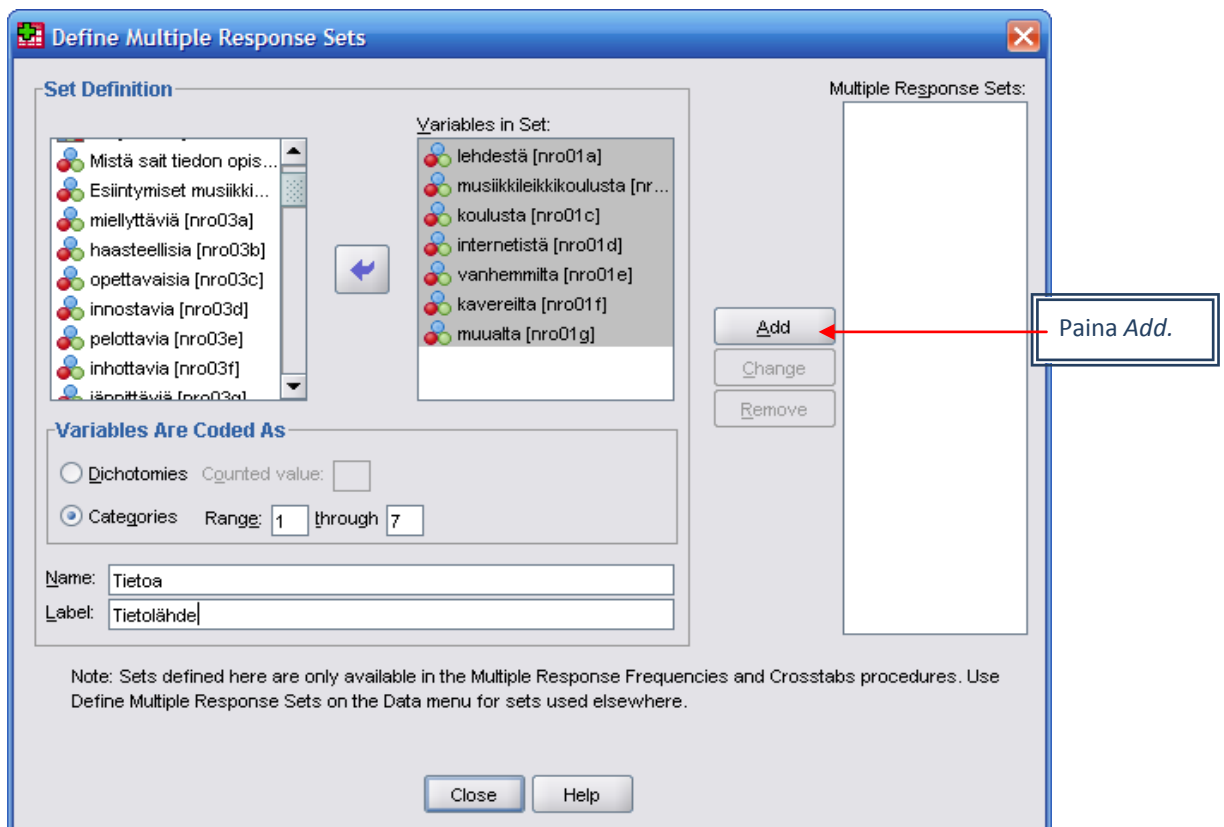 Define Multiple Response Sets
Set Definition
Mistä sait tiedon opis...
Esiintymiset musiikki...
miellyttäviä [nro03a]
haasteellisia [nro03b]
opettavaisia [nro03c]
innostavia [nro03d]
pelottavia [nro03e]
inhottavia [nro03f]
jännittäviä [nro03g]
Variables in Set:
lehdestä [nro01a]
musiikkileikkikoulusta [nr...
koulusta [nro01c]
internetistä [nro01d]
vanhemmilta [nro01e]
kavereilta [nro01f]
muualta [nro01g]
Multiple Response Sets:
Add
Change
Remove
Paina Add.
Variables Are Coded As
Dichotomies Counted value:
Categories Range: 1 through 7
Name: Tietoa
Label: Tietolähde
Note: Sets defined here are only available in the Multiple Response Frequencies and Crosstabs procedures. Use
Define Multiple Response Sets on the Data menu for sets used elsewhere.
Close Help